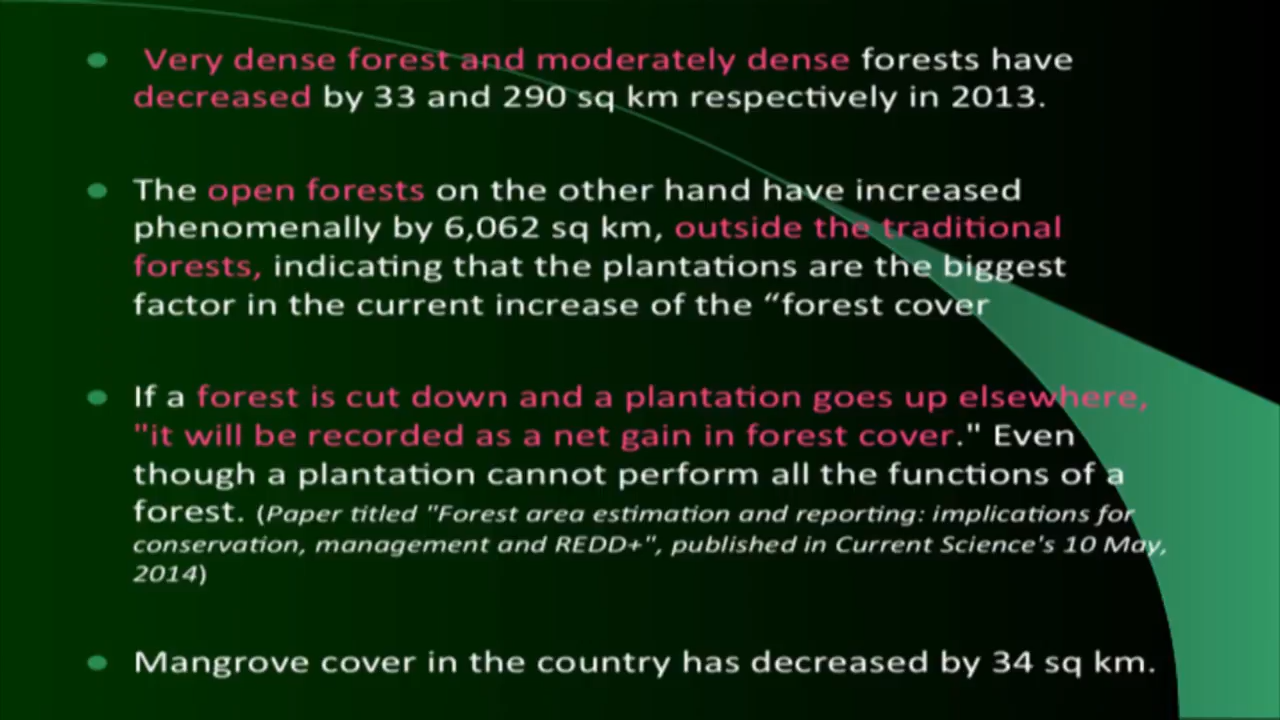 Very dense forest and moderately dense forests have
decreased by 33 and 290 sq km respectively in 2013.
The open forests on the other hand have increased
phenomenally by 6,062 sq km, outside the traditional
forests, indicating that the plantations are the biggest
factor in the current increase of the “forest cover
If a forest is cut down and a plantation goes up elsewhere,
"it will be recorded as a net gain in forest cover." Even
though a plantation cannot perform all the functions of a
forest. (Paper titled "Forest area estimation and reporting: implications for
conservation, management and REDD+", published in Current Science's 10 May,
2014)
Mangrove cover in the country has decreased by 34 sq km.